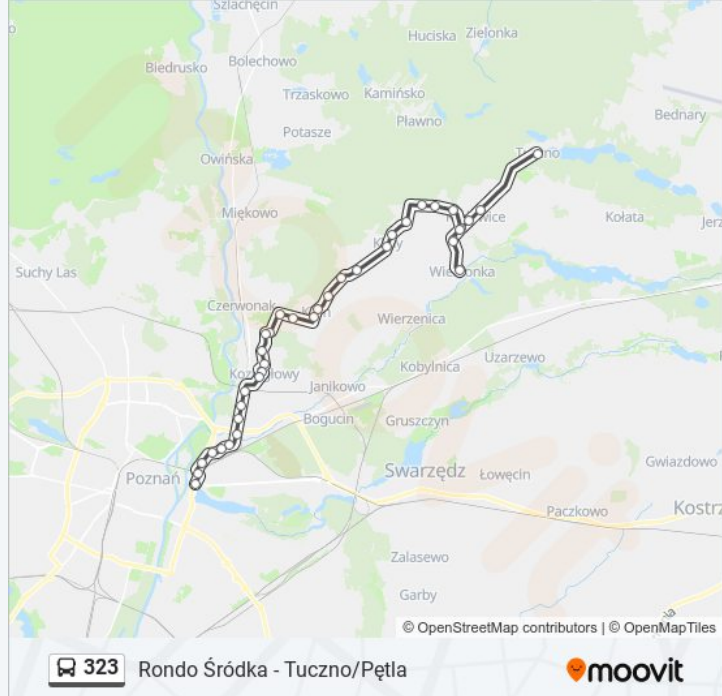 Szlachęcin
Huciska
Zielonka
Biedrusko
Bolechowo
Trzaskowo
Kamińsko
Bednary
Potasze
Pławno
Owińska
Miękowo
Kołata
Suchy Las
Czerwonak
Wierzenica
Kobylnica
Uzarzewo
Janikowo
Bogucin
Gruszczyn
Swarzędz
Łowęcin
Gwiazdowo
Poznań
Paczkowo
Zalasewo
Garby
© OpenStreetMap contributors | © OpenMapTiles
323 Rondo Śródka - Tuczno/Pętla
moovit